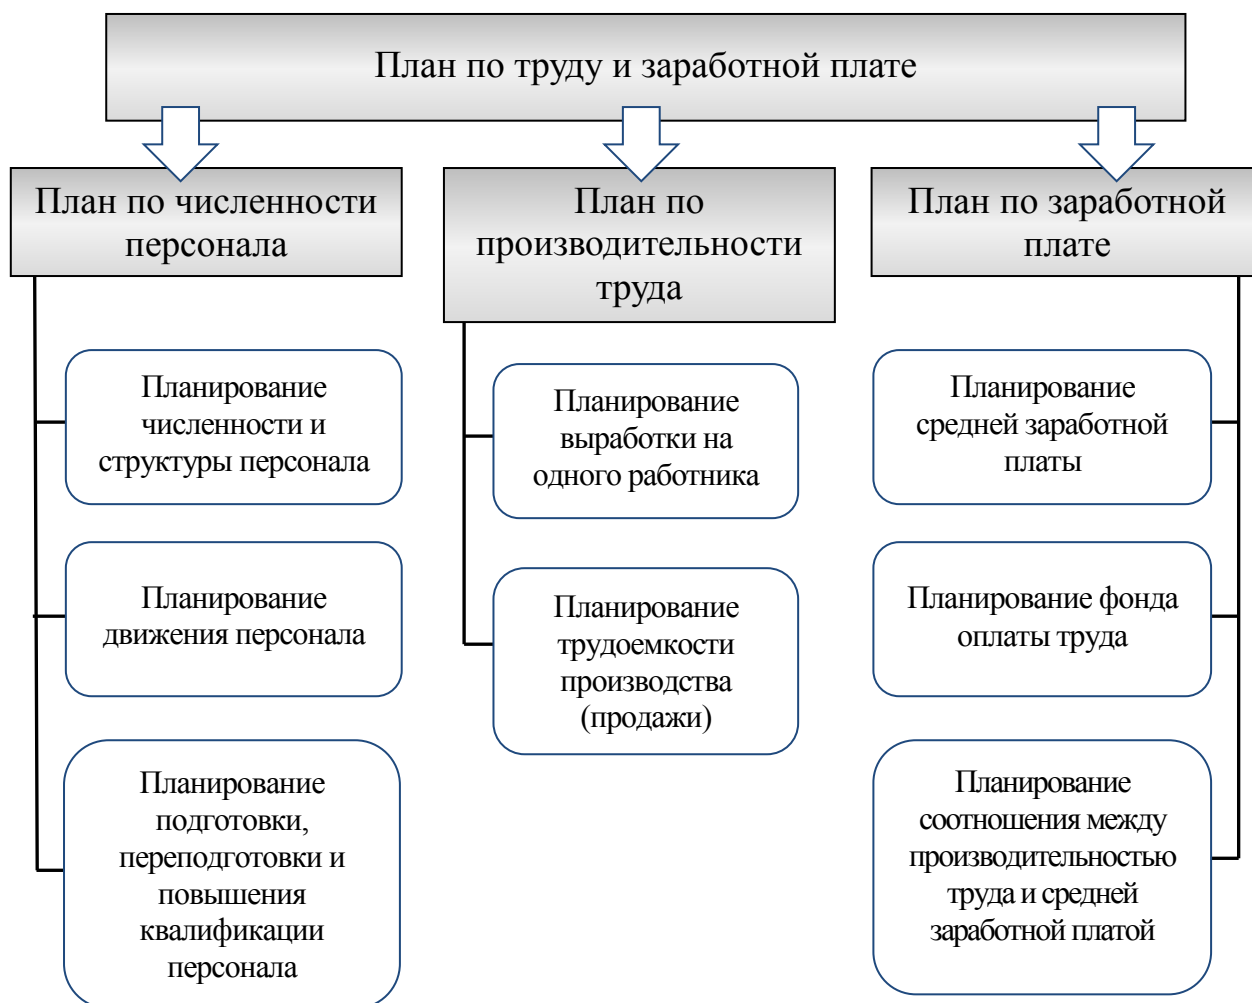 План по труду и заработной плате
План по численности
персонала
Планирование
численности и
структуры персонала
Планирование
движения персонала
Планирование
подготовки,
переподготовки и
повышения
квалификации
персонала
План по
производительности
труда
Планирование
выработки на
одного работника
Планирование
трудоемкости
производства
(продажи)
План по заработной
плате
Планирование
средней заработной
платы
Планирование фонда
оплаты труда
Планирование
соотношения между
производительностью
труда и средней
заработной платой